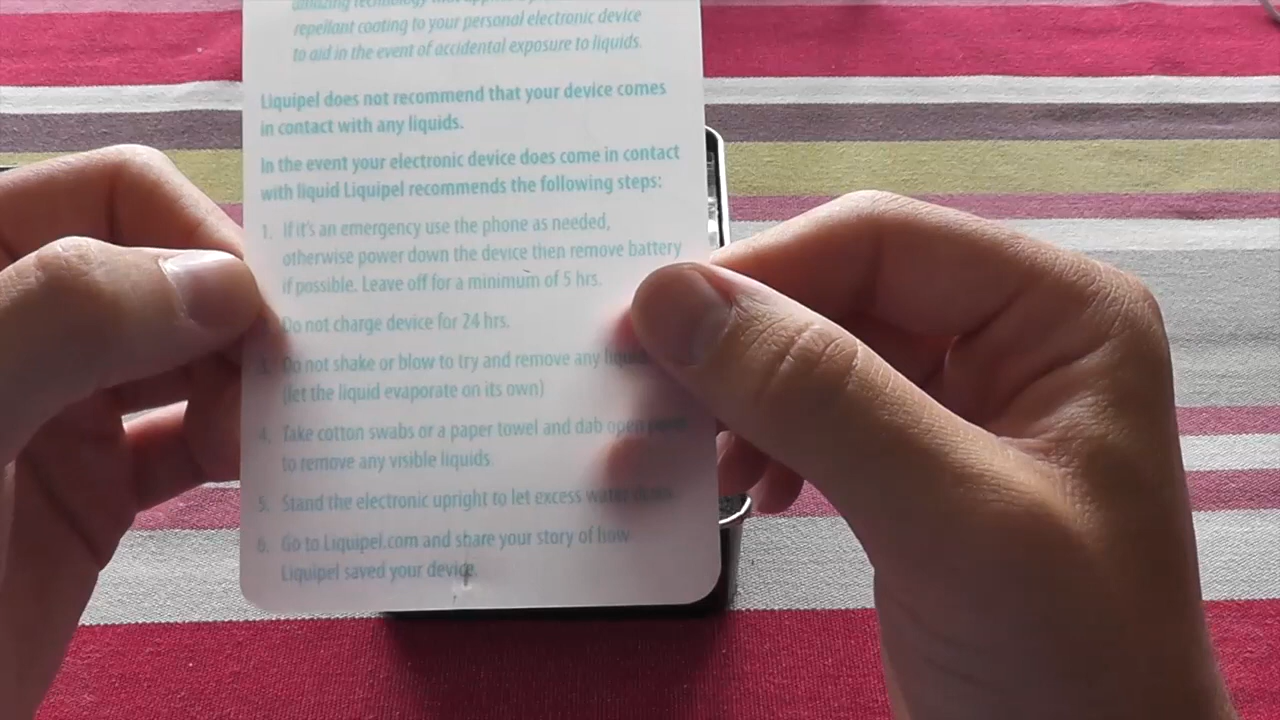 amazing technology that
repellant coating to your personal electronic device
to aid in the event of accidental exposure to liquids.
Liquipel does not recommend that your device comes
in contact with any liquids.
In the event your electronic device does come in contact
with liquid Liquipel recommends the following steps:
1. If it's an emergency use the phone as needed,
otherwise power down the device then remove battery
if possible. Leave off for a minimum of 5 hrs.
Do not charge device for 24 hrs.
3. Do not shake or blow to try and remove any liquid
(let the liquid evaporate on its own)
4. Take cotton swabs or a paper towel and dab open
to remove any visible liquids.
5. Stand the electronic upright to let excess water
6. Go to Liquipel.com and share your story of how
Liquipel saved your device.